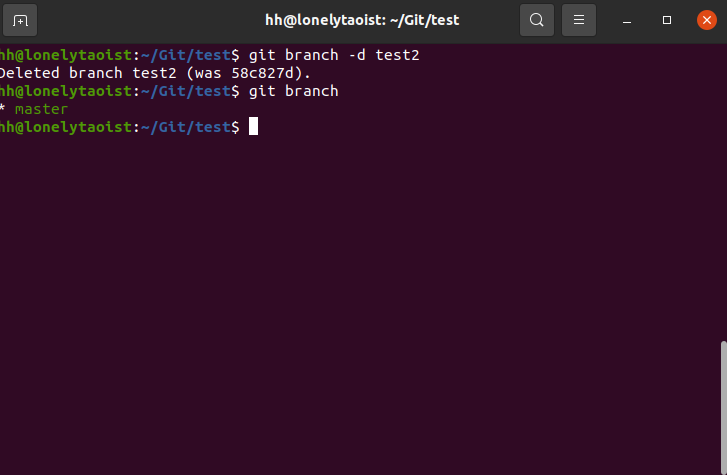 hh@lonelytaoist: ~/Git/test
hh@lonelytaoist:~/Git/test$ git branch -d test2
Deleted branch test2 (was 58c827d).
hh@lonelytaoist:~/Git/test$ git branch
* master
hh@lonelytaoist:~/Git/test$